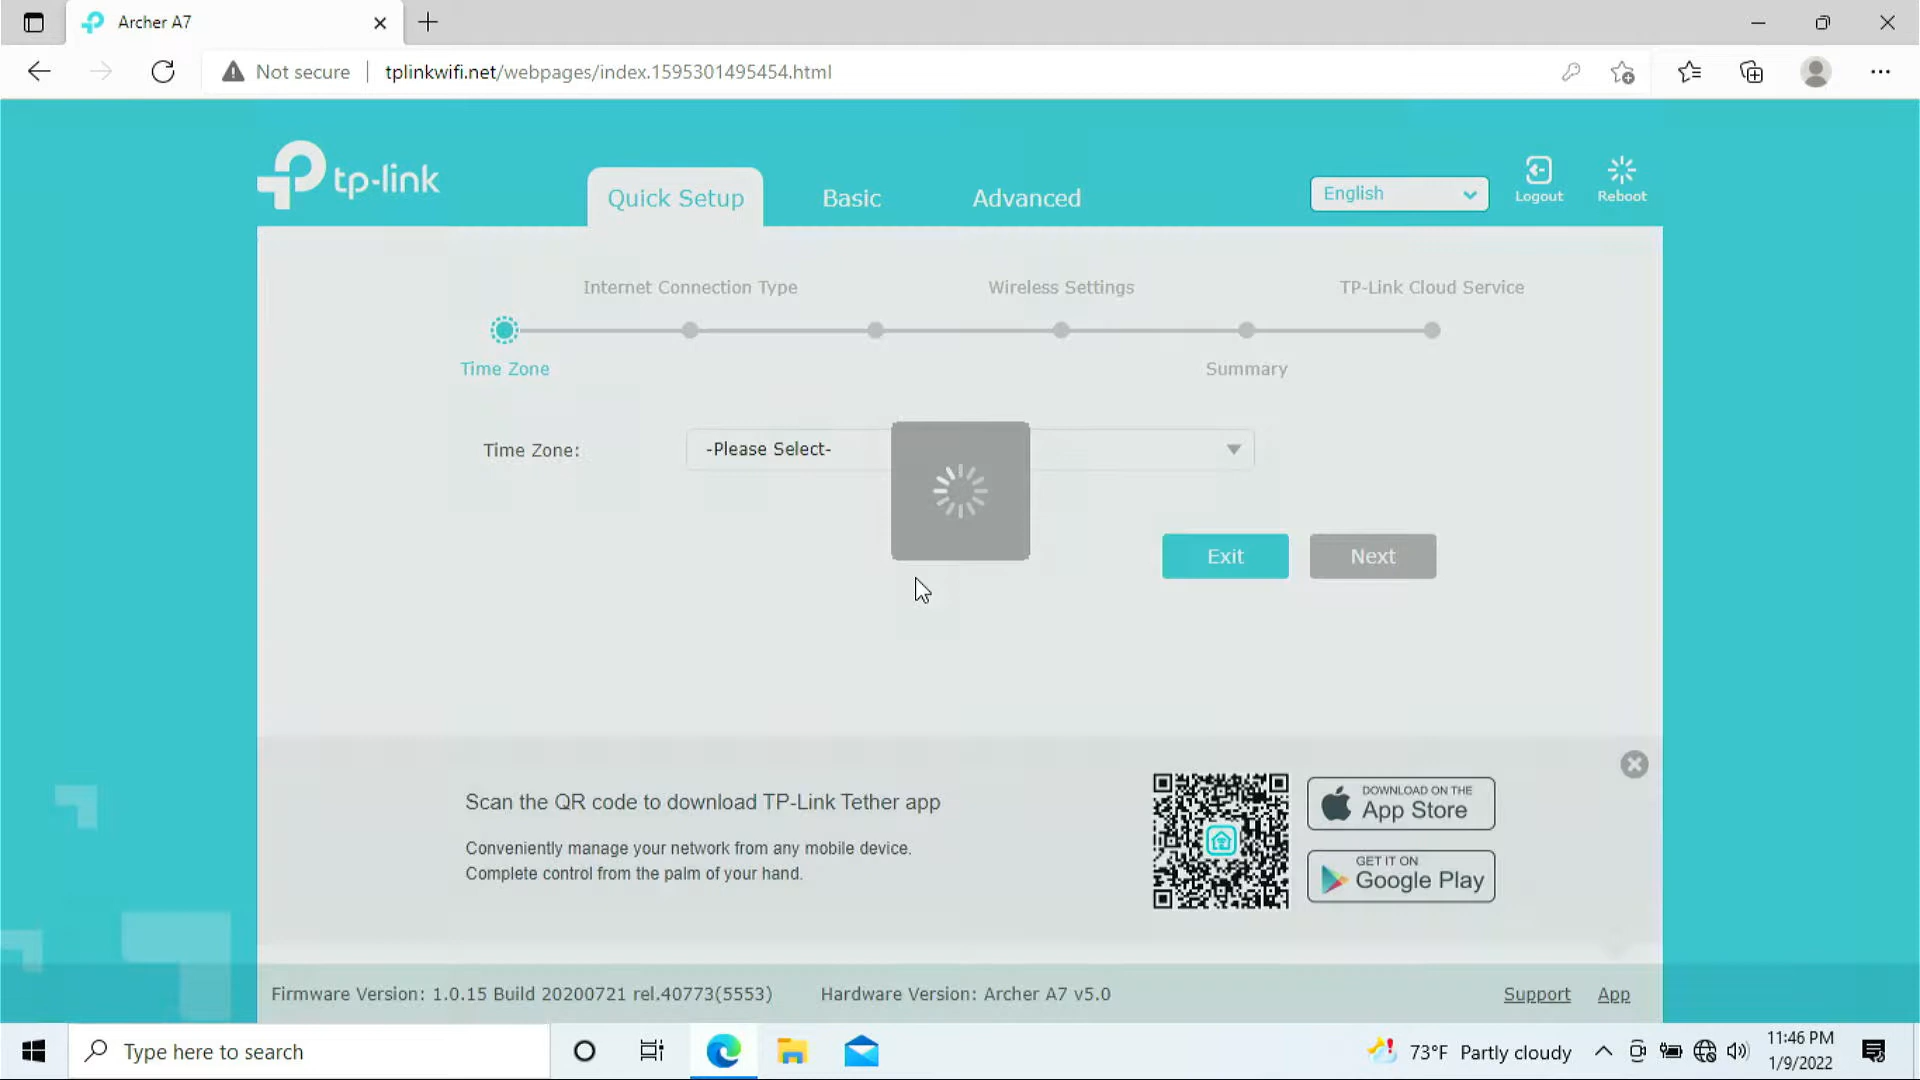 Archer A7
Not secure
tplinkwifi.net/webpages/index.1595301495454.html
tp-link
Quick Setup
Basic
Advanced
English
Logout
Reboot
Internet Connection Type
Wireless Settings
TP-Link Cloud Service
Time Zone
Summary
Time Zone:
-Please Select-
Exit
Next
Scan the QR code to download TP-Link Tether app
Conveniently manage your network from any mobile device.
Complete control from the palm of your hand.
DOWNLOAD ON THE
App Store
GET IT ON
Google Play
Firmware Version: 1.0.15 Build 20200721 rel.40773(5553)
Hardware Version: Archer A7 v5.0
Support
App
Type here to search
73°F Partly cloudy
11:46 PM
1/9/2022